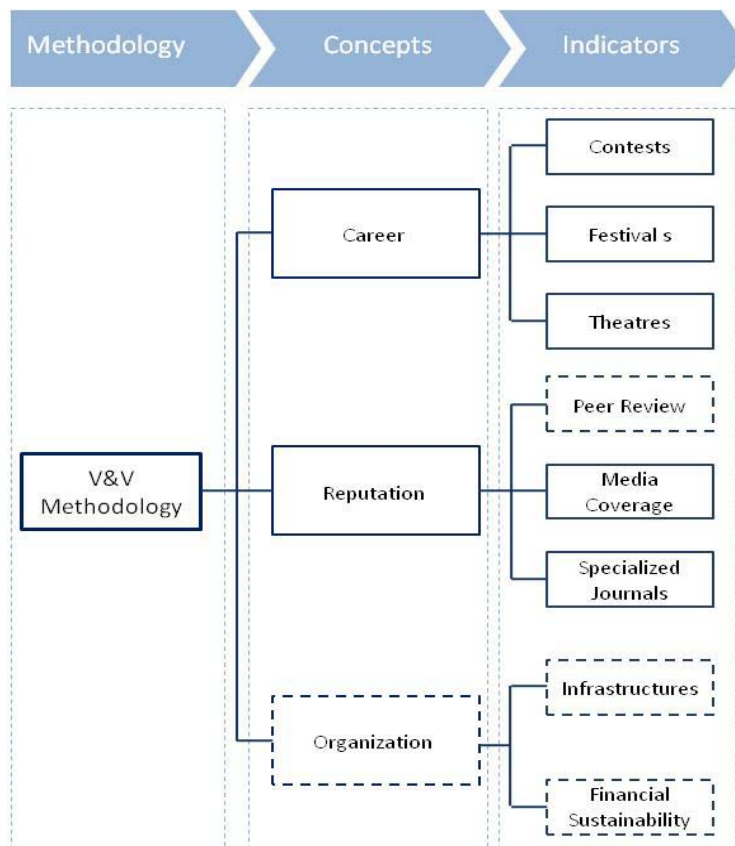 Methodology
Concepts
Indicators
V&V
Methodology
Career
Reputation
Organization
Contests
Festival s
Theatres
Peer Review
Media
Coverage
Specialized
Journals
Infrastructures
Financial
Sustainability